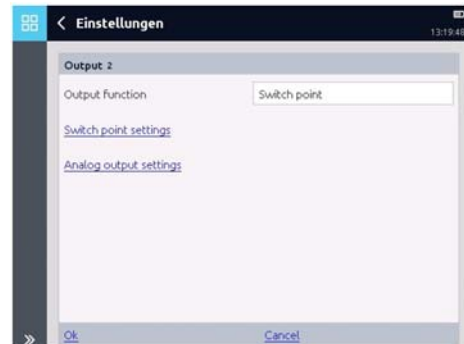 Einstellungen
13:19:48
Output 2
Output function
Switch point
Switch point settings
Analog output settings
Ok
Cancel